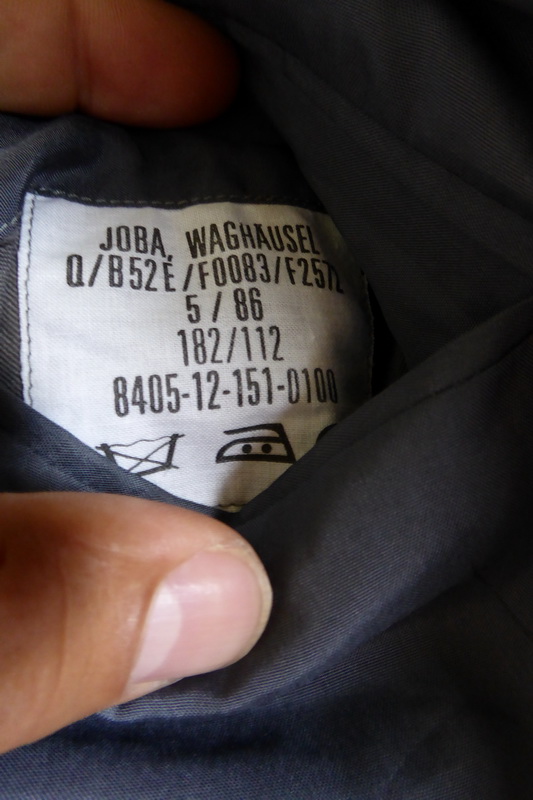 JOBA, WAGHÄUSEL
Q/B52E/F0083/F2572
5/86
182/112
8405-12-151-0100